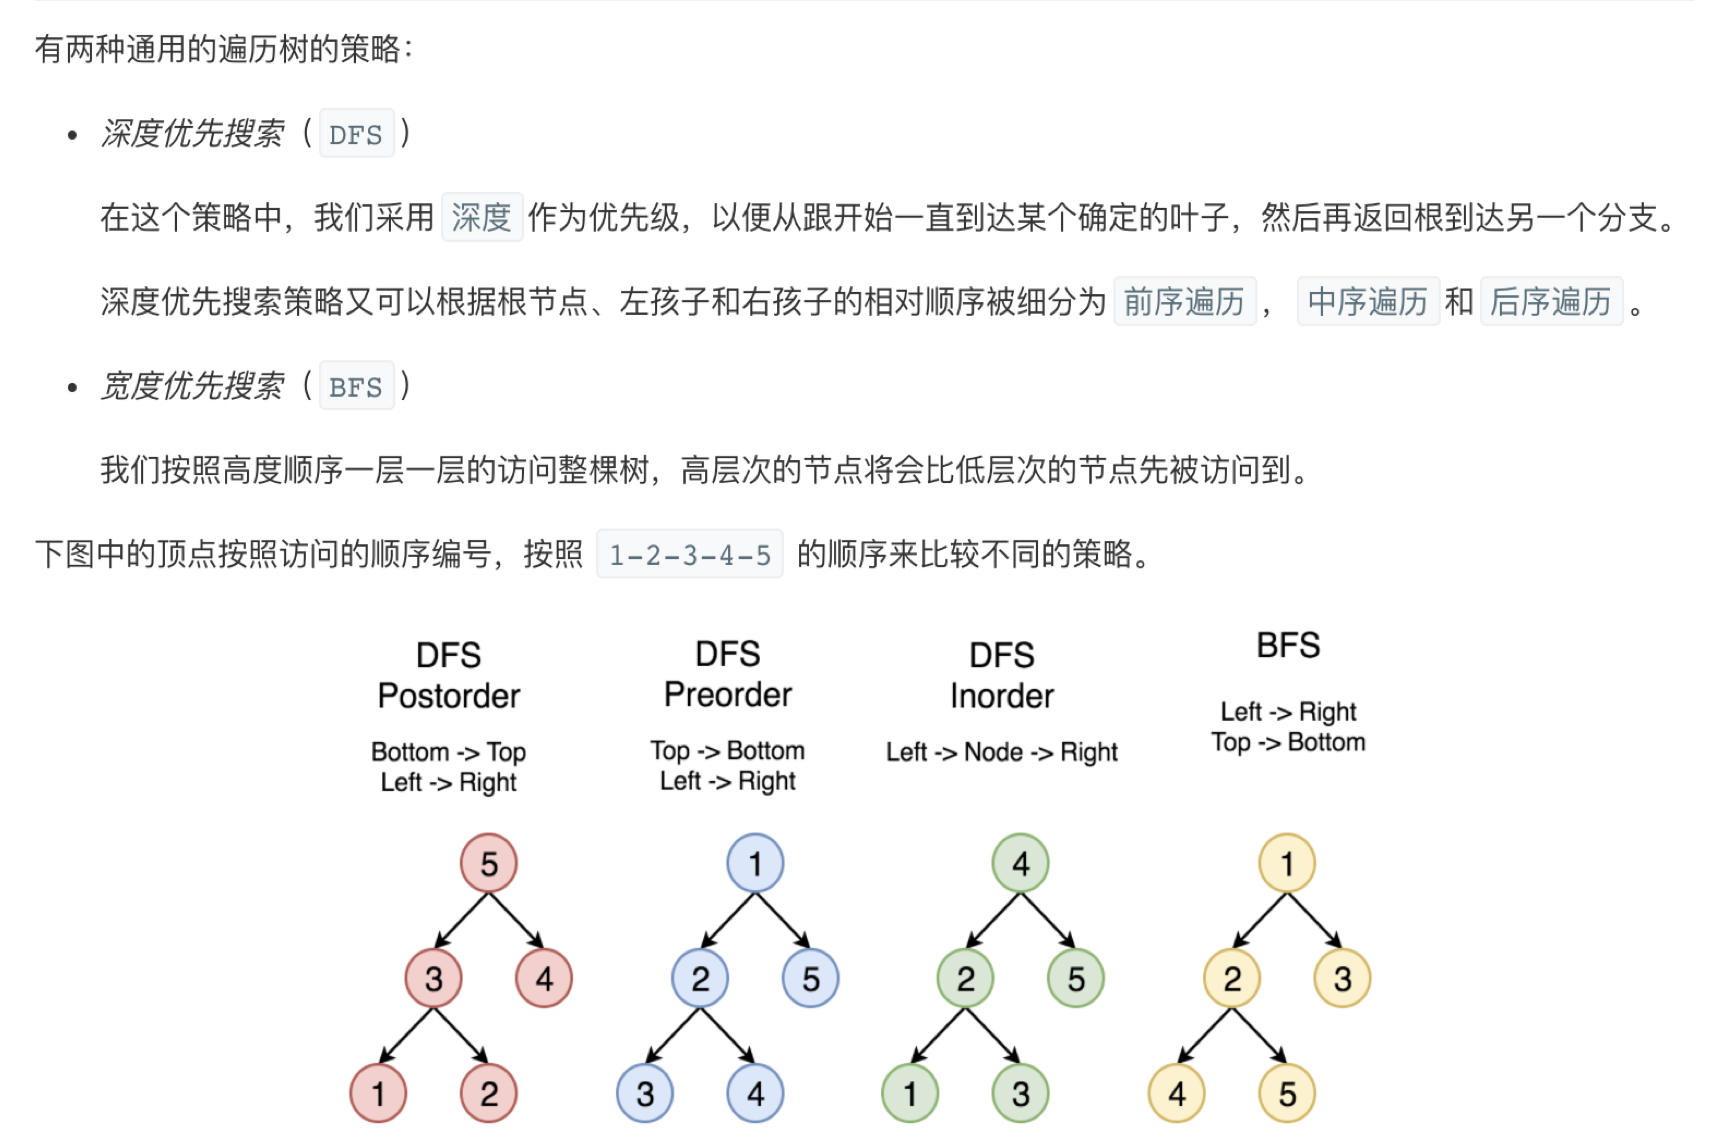 有两种通用的遍历树的策略：
• 深度优先搜索（ DFS ）
在这个策略中，我们采用 深度 作为优先级，以便从跟开始一直到达某个确定的叶子，然后再返回根到达另一个分支。
深度优先搜索策略又可以根据根节点、左孩子和右孩子的相对顺序被细分为 前序遍历 ， 中序遍历 和 后序遍历 。
• 宽度优先搜索（ BFS ）
我们按照高度顺序一层一层的访问整棵树，高层次的节点将会比低层次的节点先被访问到。
下图中的顶点按照访问的顺序编号，按照 1-2-3-4-5 的顺序来比较不同的策略。
DFS
Postorder
Bottom -> Top
Left -> Right
5
3 4
1 2
DFS
Preorder
Top -> Bottom
Left -> Right
1
2 5
3 4
DFS
Inorder
Left -> Node -> Right
4
2 5
1 3
BFS
Left -> Right
Top -> Bottom
1
2 3
4 5